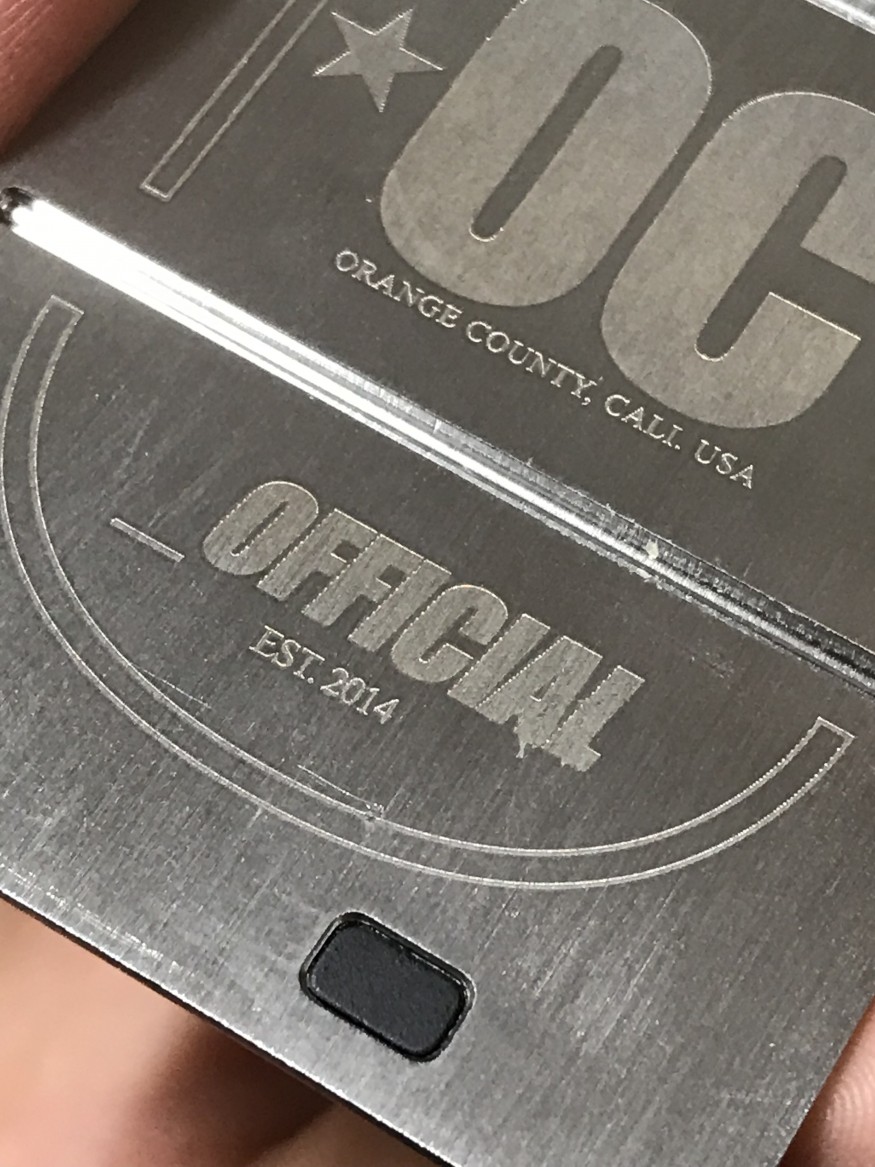 OC
ORANGE COUNTY, CALI. USA
OFFICIAL
EST. 2014